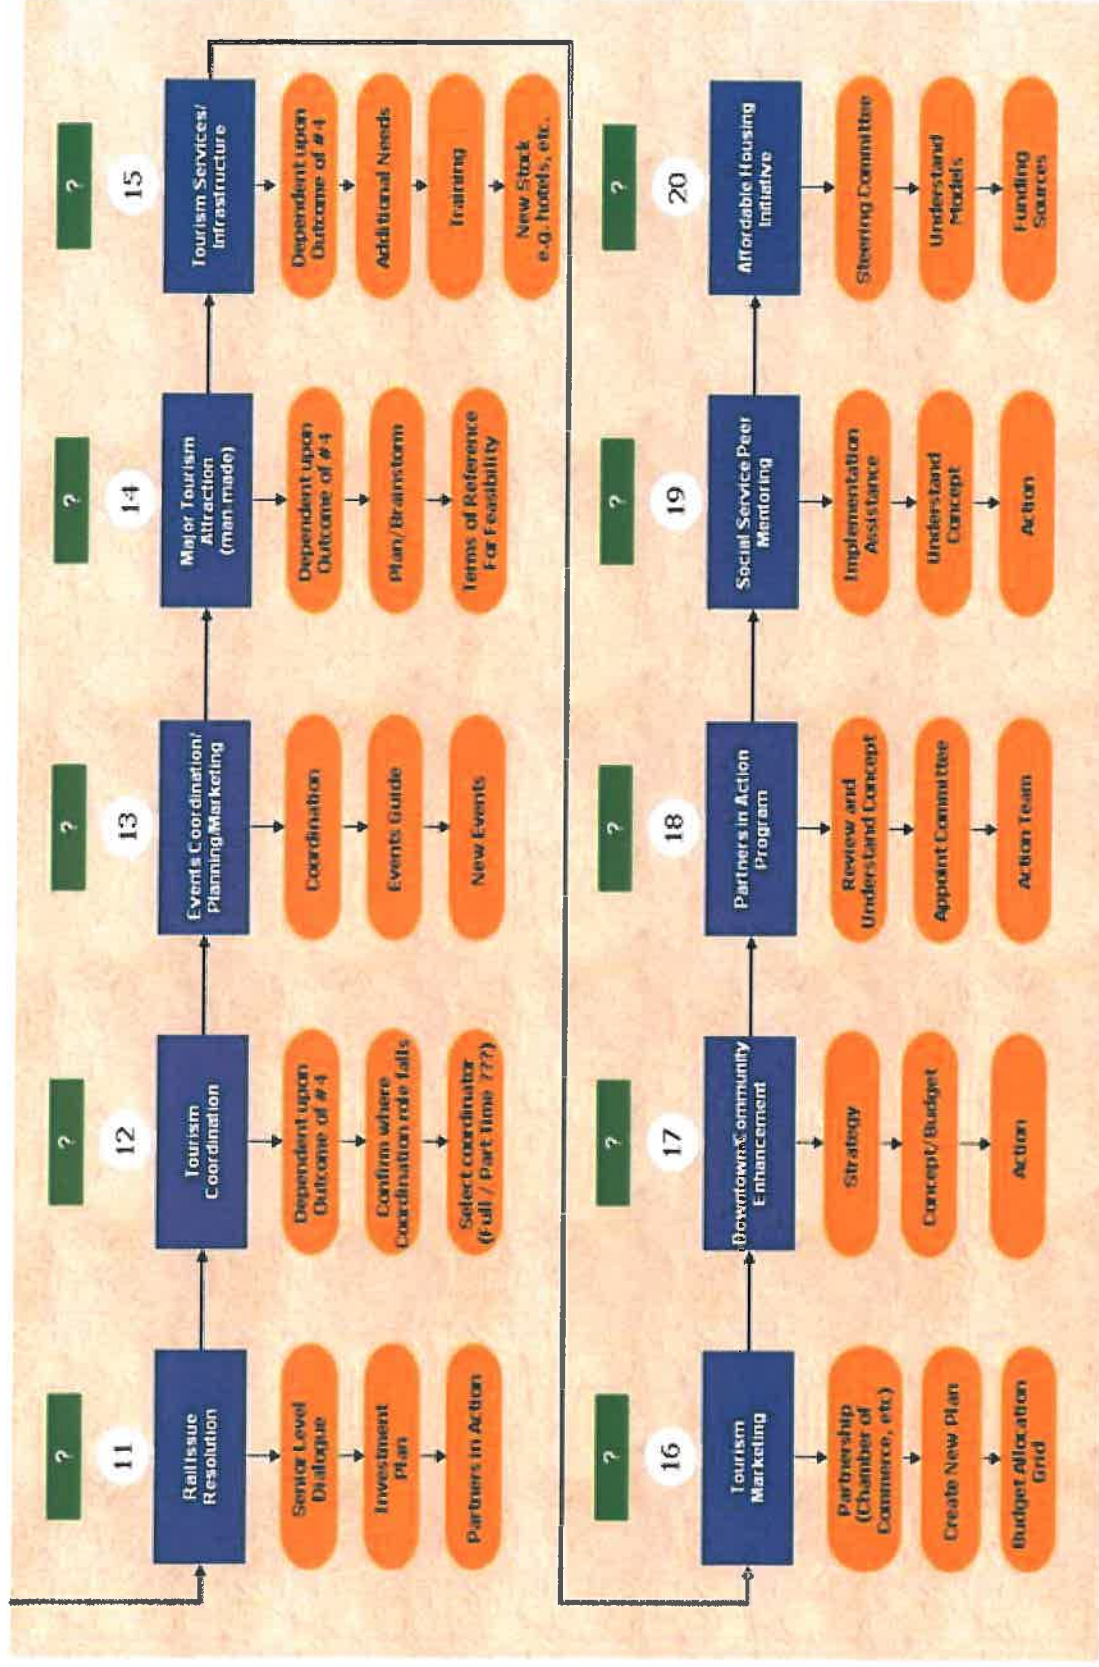 ?
11
Rail Issue
Resolution
Senior Level
Dialogue
Investment
Plan
Partners in Action
?
12
Tourism
Coordination
Dependent upon
Outcome of #4
Confirm where
Coordination role falls
Select coordinator
(Full / Part time ???)
?
13
Events Coordination/
Planning/Marketing
Coordination
Events Guide
New Events
?
14
Major Tourism
Attraction
(man made)
Dependent upon
Outcome of #4
Plan/Brainstorm
Terms of Reference
For Feasibility
?
15
Tourism Services/
Infrastructure
Dependent upon
Outcome of #4
Additional Needs
Training
New Stock
e.g. hotels, etc.
?
16
Tourism
Marketing
Partnership
(Chamber of
Commerce, etc)
Create New Plan
Budget Allocation
Grid
?
17
Downtown/Community
Enhancement
Strategy
Concept/Budget
Action
?
18
Partners in Action
Program
Review and
Understand Concept
Appoint Committee
Action Team
?
19
Social Service Peer
Mentoring
Implementation
Assistance
Understand
Concept
Action
?
20
Affordable Housing
Initiative
Steering Committee
Understand
Models
Funding
Sources